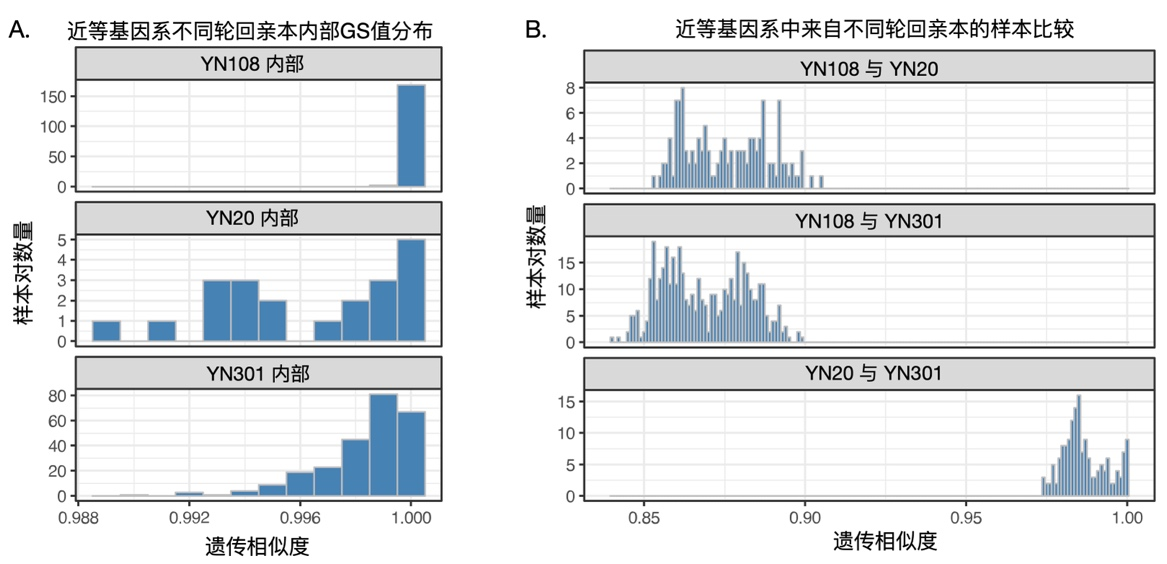 A.
近等基因系不同轮回亲本内部GS值分布
样本对数量
YN108 内部
150
100
50
0
YN20 内部
5
4
3
2
1
0
YN301 内部
80
60
40
20
0
0.988 0.992 0.996 1.000
遗传相似度
B.
近等基因系中来自不同轮回亲本的样本比较
样本对数量
YN108 与 YN20
8
6
4
2
0
YN108 与 YN301
15
10
5
0
YN20 与 YN301
15
10
5
0
0.85 0.90 0.95 1.00
遗传相似度